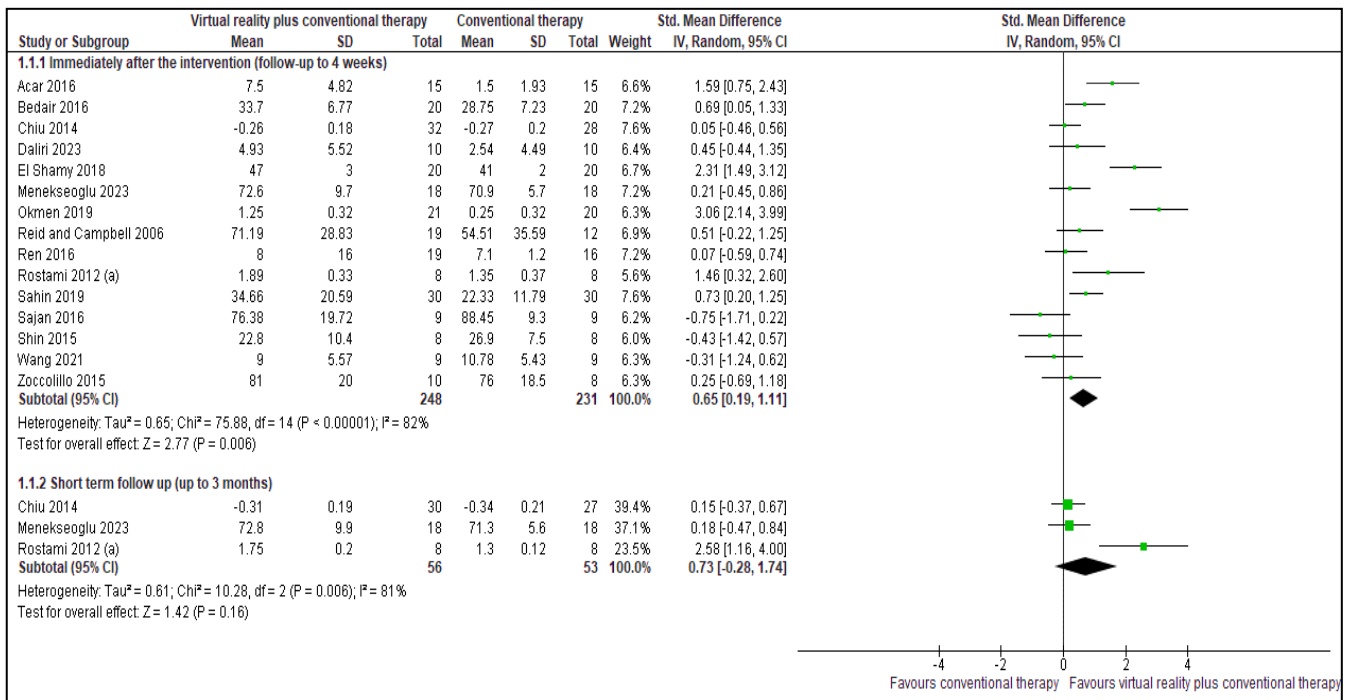 Virtual reality plus conventional therapy Conventional therapy Std. Mean Difference Std. Mean Difference
Study or Subgroup Mean SD Total Mean SD Total Weight IV, Random, 95% CI IV, Random, 95% CI
1.1.1 Immediately after the intervention (follow-up to 4 weeks)
Acar 2016 7.5 4.82 15 1.5 1.93 15 6.6% 1.59 [0.75, 2.43]
Bedair 2016 33.7 6.77 20 28.75 7.23 20 7.2% 0.69 [0.05, 1.33]
Chiu 2014 -0.26 0.18 32 -0.27 0.2 28 7.6% 0.05 [-0.46, 0.56]
Daliri 2023 4.93 5.52 10 2.54 4.49 10 6.4% 0.45 [-0.44, 1.35]
El Shamy 2018 47 3 20 41 2 20 6.7% 2.31 [1.49, 3.12]
Menekseoglu 2023 72.6 9.7 18 70.9 5.7 18 7.2% 0.21 [-0.45, 0.86]
Okmen 2019 1.25 0.32 21 0.25 0.32 20 6.3% 3.06 [2.14, 3.99]
Reid and Campbell 2006 71.19 28.83 19 54.51 35.59 12 6.9% 0.51 [-0.22, 1.25]
Ren 2016 8 16 19 7.1 1.2 16 7.2% 0.07 [-0.59, 0.74]
Rostami 2012 (a) 1.89 0.33 8 1.35 0.37 8 5.6% 1.46 [0.32, 2.60]
Sahin 2019 34.66 20.59 30 22.33 11.79 30 7.6% 0.73 [0.20, 1.25]
Sajan 2016 76.38 19.72 9 88.45 9.3 9 6.2% -0.75 [-1.71, 0.22]
Shin 2015 22.8 10.4 8 26.9 7.5 8 6.0% -0.43 [-1.42, 0.57]
Wang 2021 9 5.57 9 10.78 5.43 9 6.3% -0.31 [-1.24, 0.62]
Zoccolillo 2015 81 20 10 76 18.5 8 6.3% 0.25 [-0.69, 1.18]
Subtotal (95% CI) 248 231 100.0% 0.65 [0.19, 1.11]
Heterogeneity: Tau² = 0.65; Chi² = 75.88, df = 14 (P < 0.00001); I² = 82%
Test for overall effect: Z = 2.77 (P = 0.006)
1.1.2 Short term follow up (up to 3 months)
Chiu 2014 -0.31 0.19 30 -0.34 0.21 27 39.4% 0.15 [-0.37, 0.67]
Menekseoglu 2023 72.8 9.9 18 71.3 5.6 18 37.1% 0.18 [-0.47, 0.84]
Rostami 2012 (a) 1.75 0.2 8 1.3 0.12 8 23.5% 2.58 [1.16, 4.00]
Subtotal (95% CI) 56 53 100.0% 0.73 [-0.28, 1.74]
Heterogeneity: Tau² = 0.61; Chi² = 10.28, df = 2 (P = 0.006); I² = 81%
Test for overall effect: Z = 1.42 (P = 0.16)
-4 -2 0 2 4
Favours conventional therapy Favours virtual reality plus conventional therapy